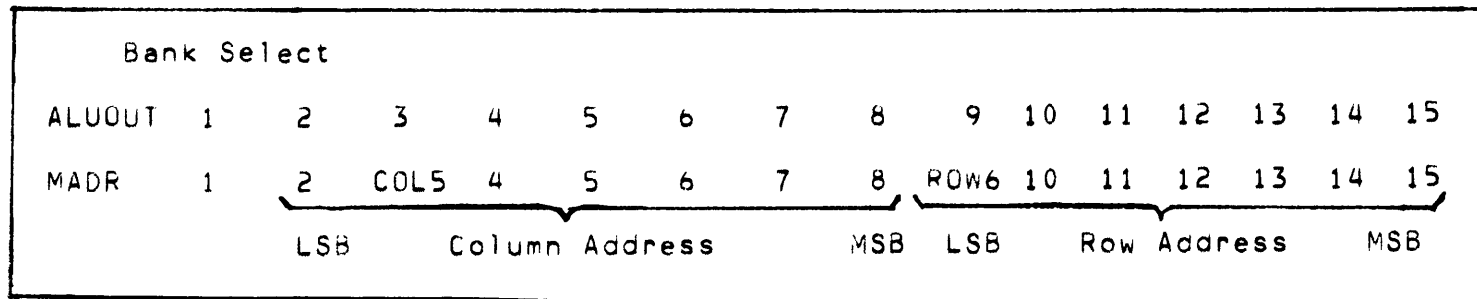 Bank Select
ALUOUT 1 2 3 4 5 6 7 8 9 10 11 12 13 14 15
MADR 1 2 COL5 4 5 6 7 8 ROW6 10 11 12 13 14 15
LSB Column Address MSB LSB Row Address MSB